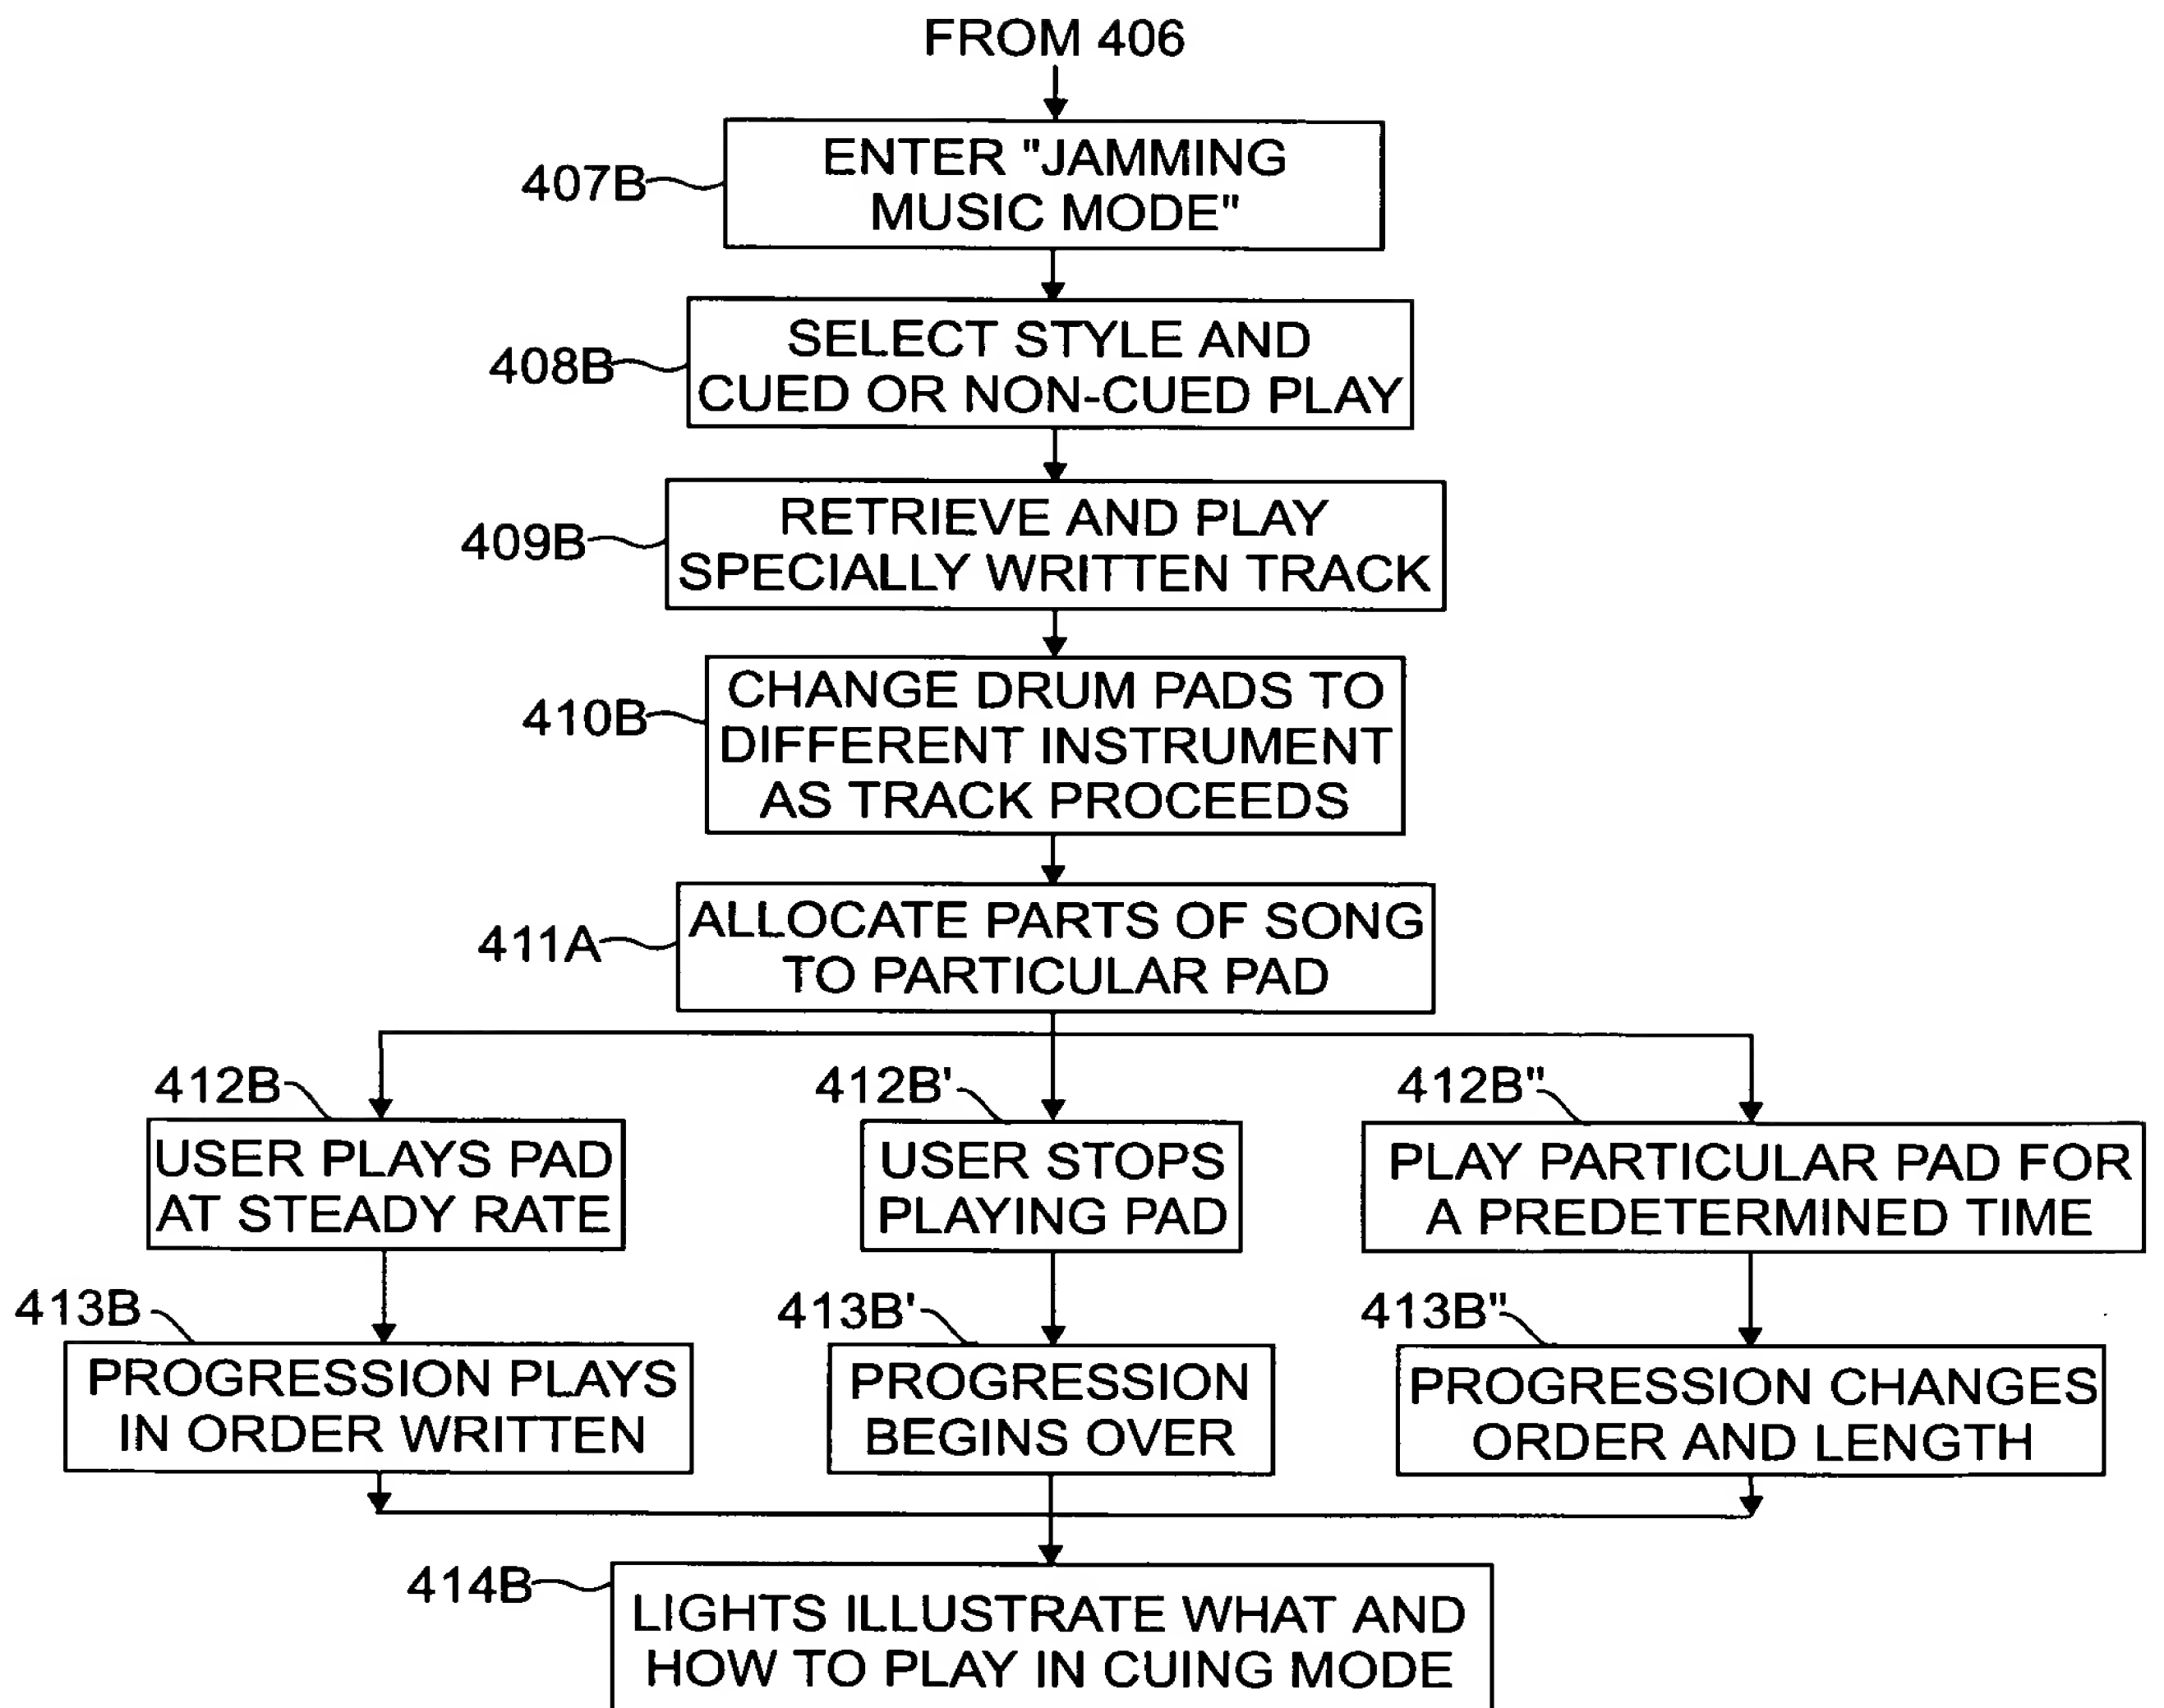 FROM 406
407B
ENTER "JAMMING
MUSIC MODE"
408B
SELECT STYLE AND
CUED OR NON-CUED PLAY
409B
RETRIEVE AND PLAY
SPECIALLY WRITTEN TRACK
410B
CHANGE DRUM PADS TO
DIFFERENT INSTRUMENT
AS TRACK PROCEEDS
411A
ALLOCATE PARTS OF SONG
TO PARTICULAR PAD
412B
USER PLAYS PAD
AT STEADY RATE
412B'
USER STOPS
PLAYING PAD
412B"
PLAY PARTICULAR PAD FOR
A PREDETERMINED TIME
413B
PROGRESSION PLAYS
IN ORDER WRITTEN
413B'
PROGRESSION
BEGINS OVER
413B"
PROGRESSION CHANGES
ORDER AND LENGTH
414B
LIGHTS ILLUSTRATE WHAT AND
HOW TO PLAY IN CUING MODE